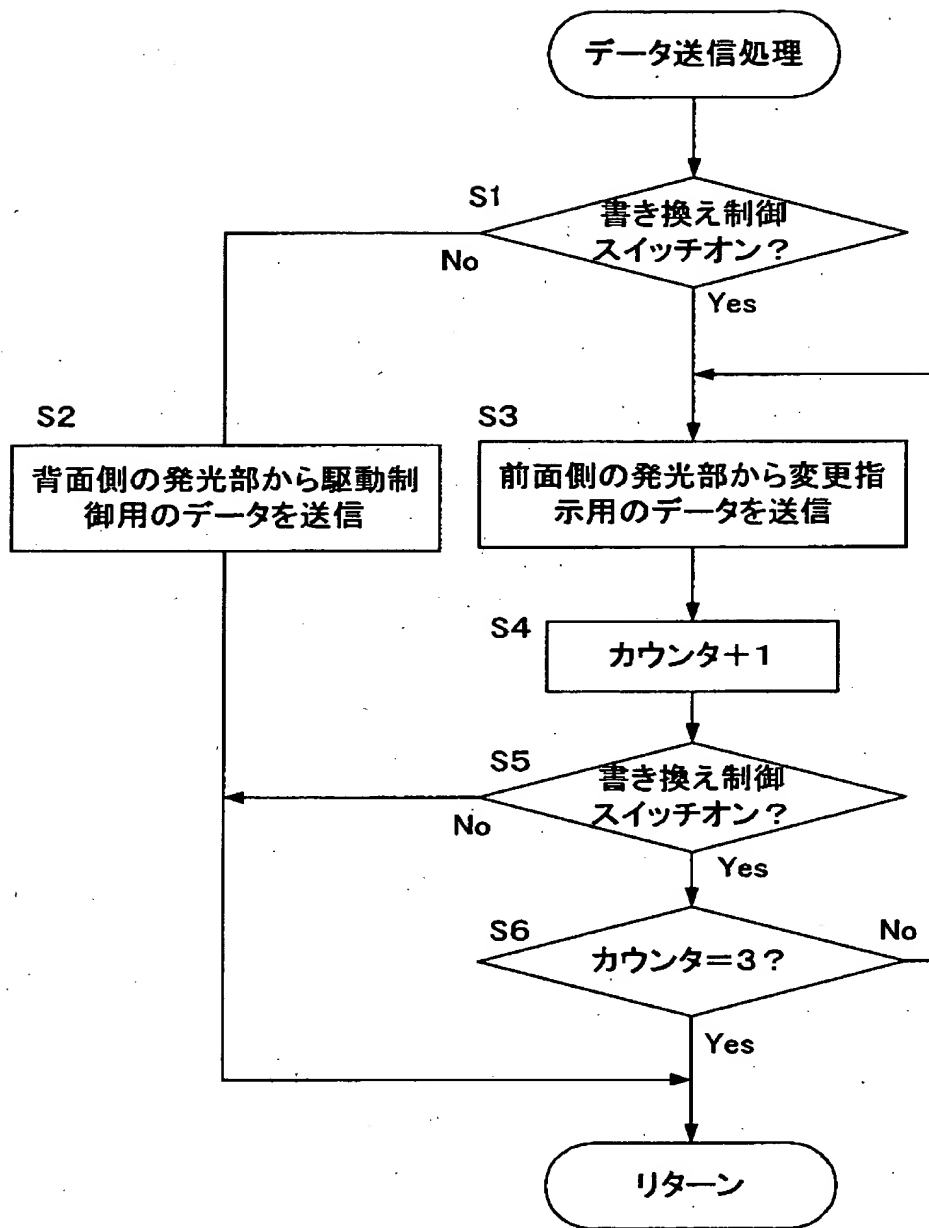 データ送信処理
S1
書き換え制御
スイッチオン？
No
Yes
S2
背面側の発光部から駆動制
御用のデータを送信
S3
前面側の発光部から変更指
示用のデータを送信
S4
カウンタ＋１
S5
書き換え制御
スイッチオン？
No
Yes
S6
カウンタ＝３？
No
Yes
リターン